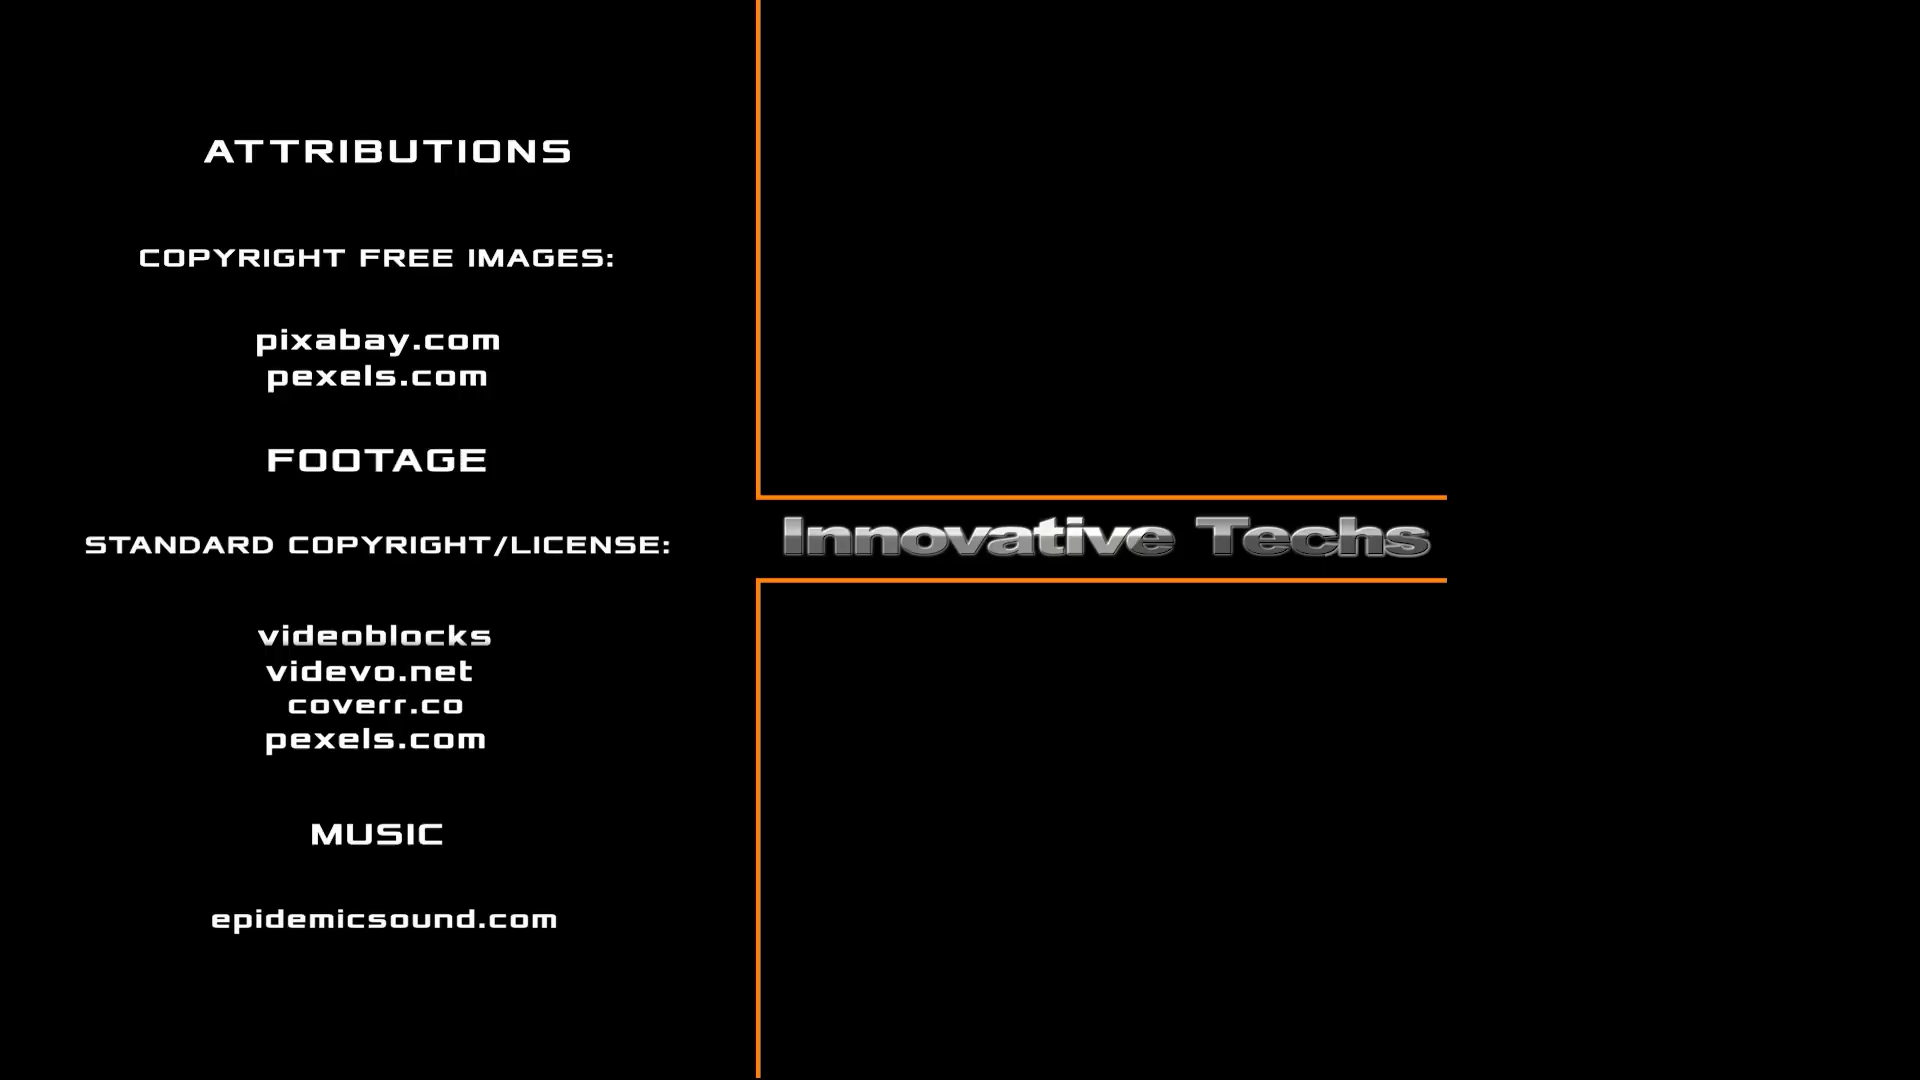 ATTRIBUTIONS
COPYRIGHT FREE IMAGES:
pixabay.com
pexels.com
FOOTAGE
STANDARD COPYRIGHT/LICENSE:
videoblocks
videvo.net
coverr.co
pexels.com
MUSIC
epidemicsound.com
Innovative Techs